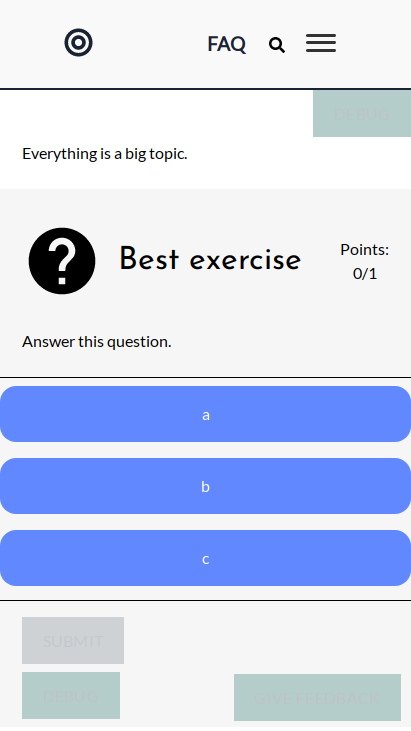 FAQ
DEBUG
Everything is a big topic.
Best exercise
Points:
0/1
Answer this question.
a
b
c
SUBMIT
DEBUG
GIVE FEEDBACK